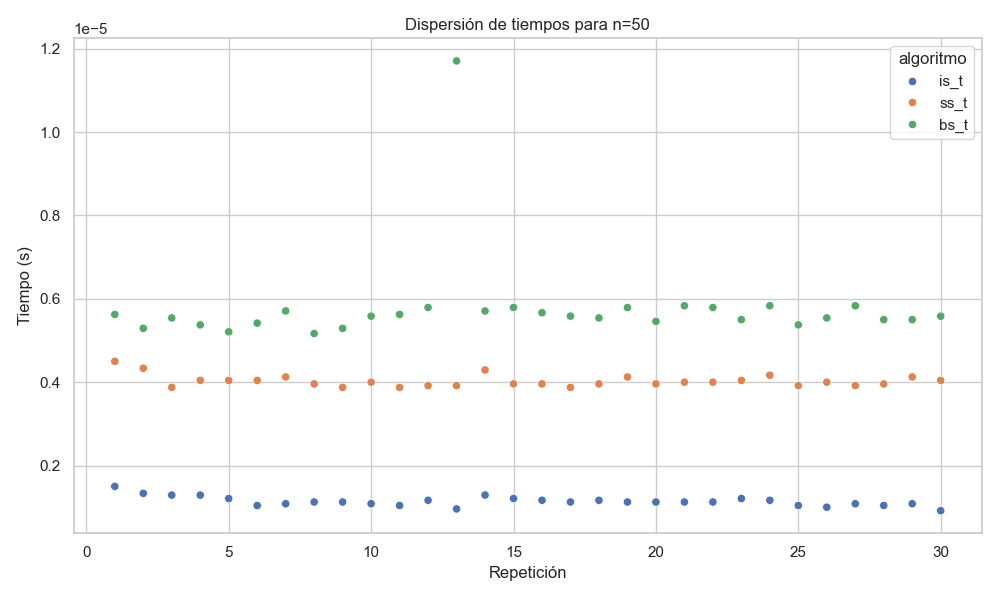 Dispersión de tiempos para n=50
1e−5
1.2
1.0
0.8
0.6
0.4
0.2
Tiempo (s)
algoritmo
is_t
ss_t
bs_t
0 5 10 15 20 25 30
Repetición